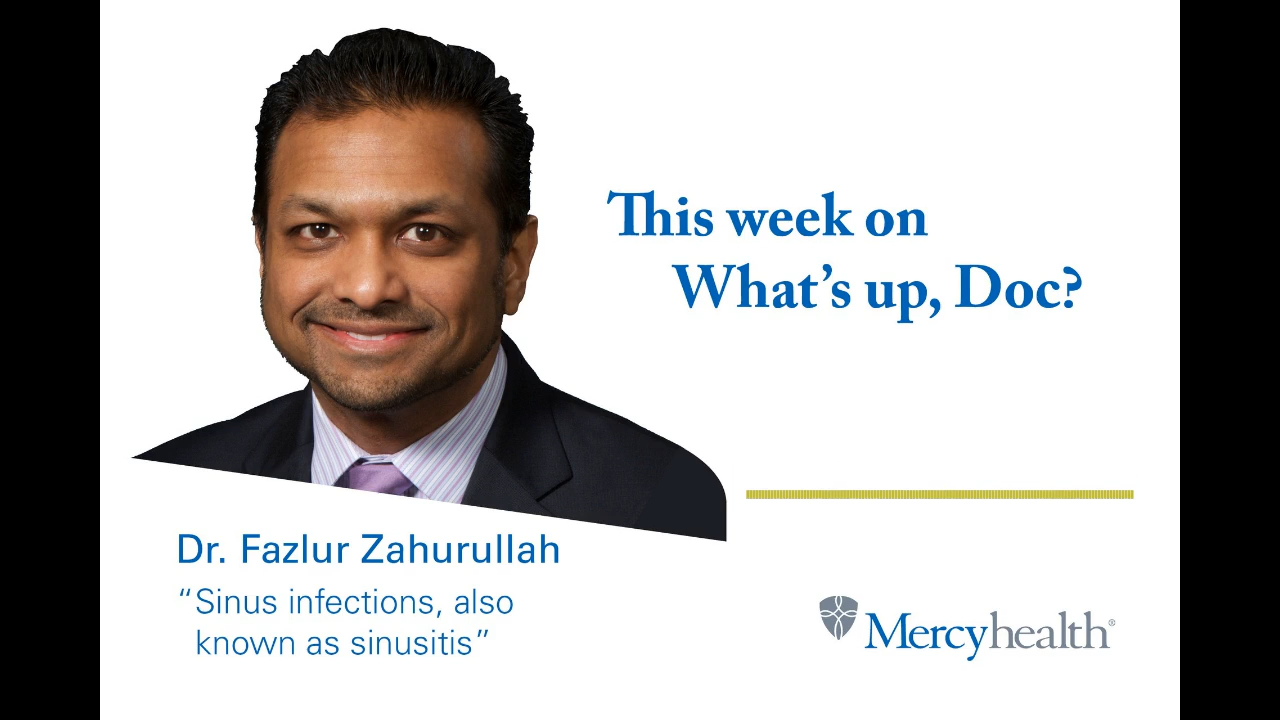 This week on
What's up, Doc?
Dr. Fazlur Zahurullah
“Sinus infections, also
known as sinusitis”
Mercyhealth®